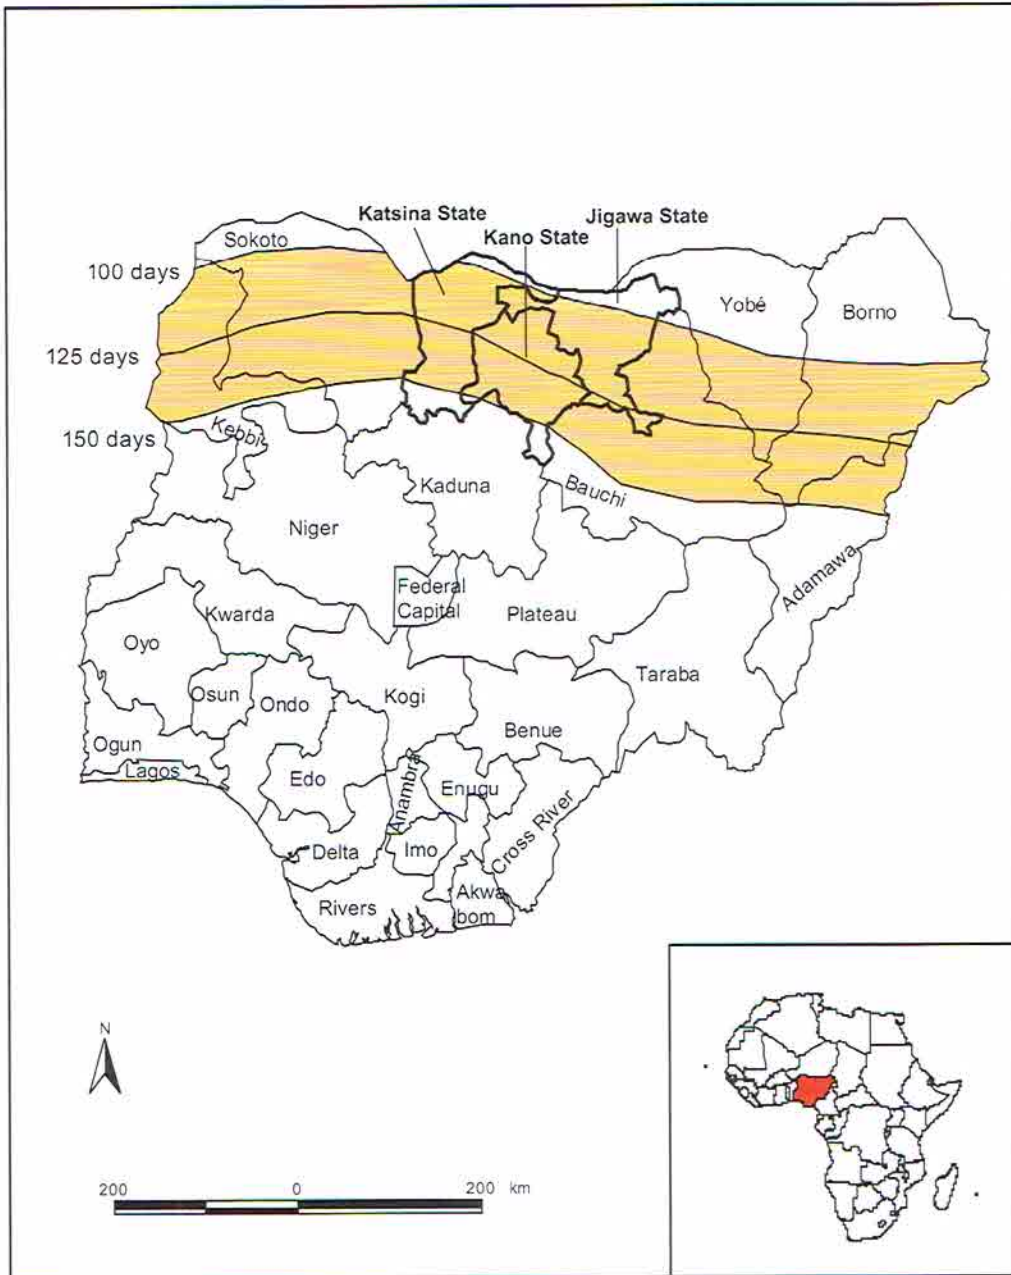 Katsina State
Jigawa State
Kano State
Sokoto
100 days
Yobé
Borno
125 days
150 days
Kebbi
Kaduna
Bauchi
Niger
Adamawa
Federal
Capital
Kwarda
Plateau
Oyo
Taraba
Osun
Ondo
Kogi
Benue
Ogun
Lagos
Edo
Anambra
Enugu
Cross River
Delta
Imo
Akwa
bom
Rivers
N
200
0
200
km